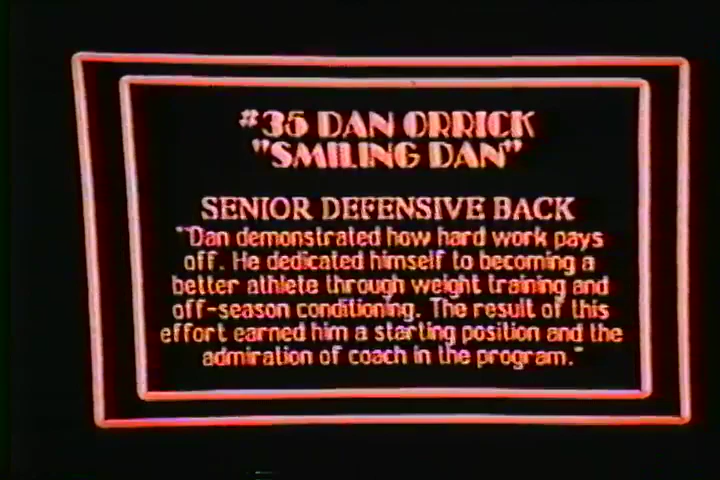 #35 DAN ORRICK
"SMILING DAN"
SENIOR DEFENSIVE BACK
"Dan demonstrated how hard work pays
off. He dedicated himself to becoming a
better athlete through weight training and
off-season conditioning. The result of this
effort earned him a starting position and the
admiration of coach in the program."